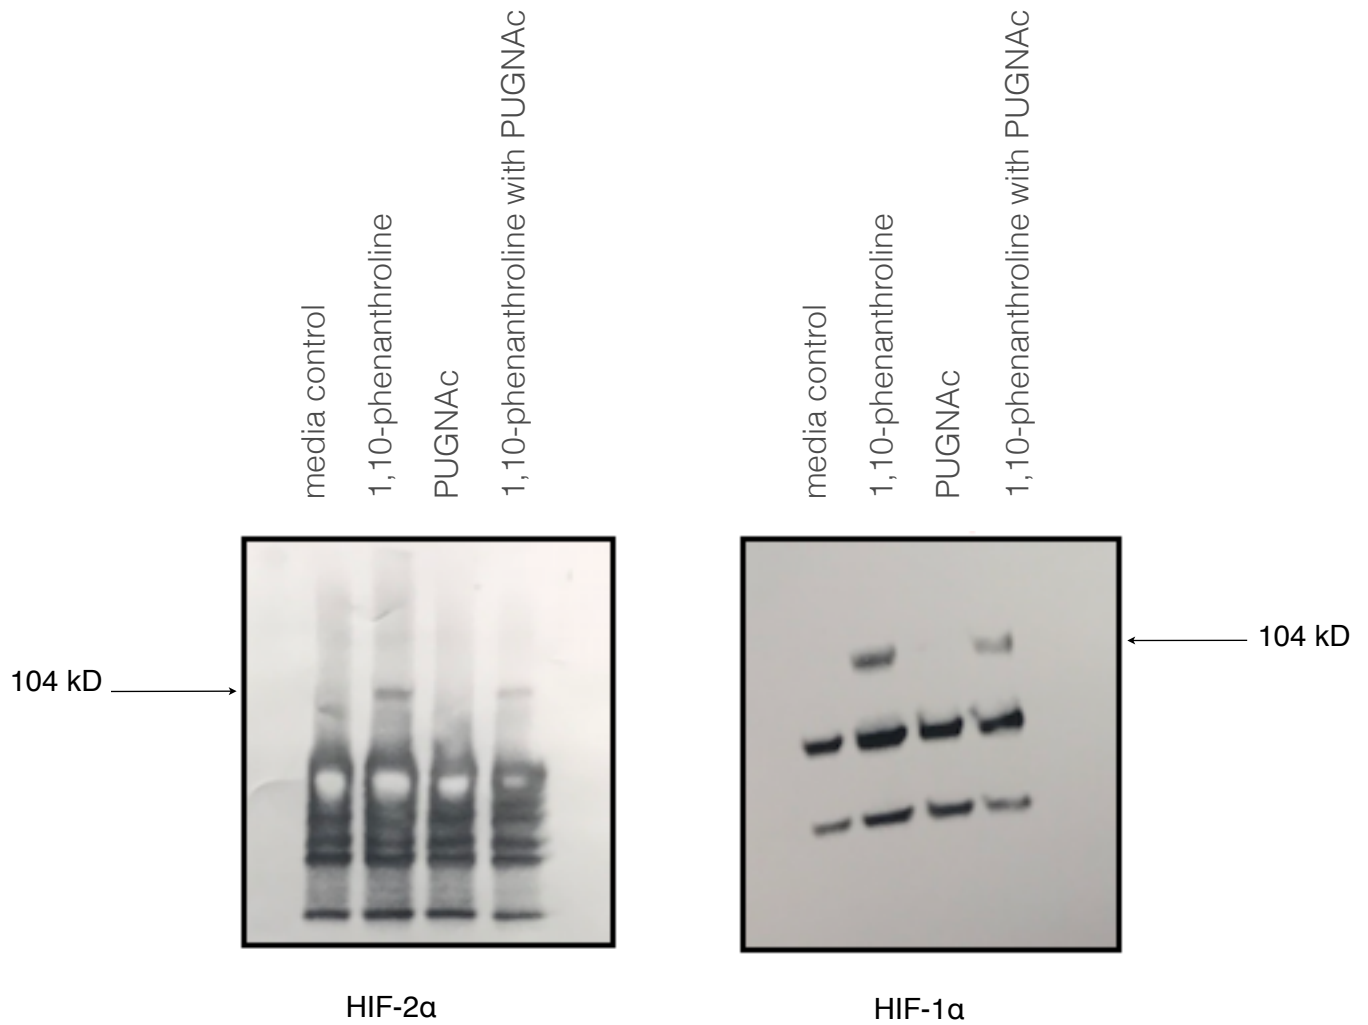 media control
1,10-phenanthroline
PUGNAc
1,10-phenanthroline with PUGNAc
media control
1,10-phenanthroline
PUGNAc
1,10-phenanthroline with PUGNAc
104 kD
104 kD
HIF-2α
HIF-1α